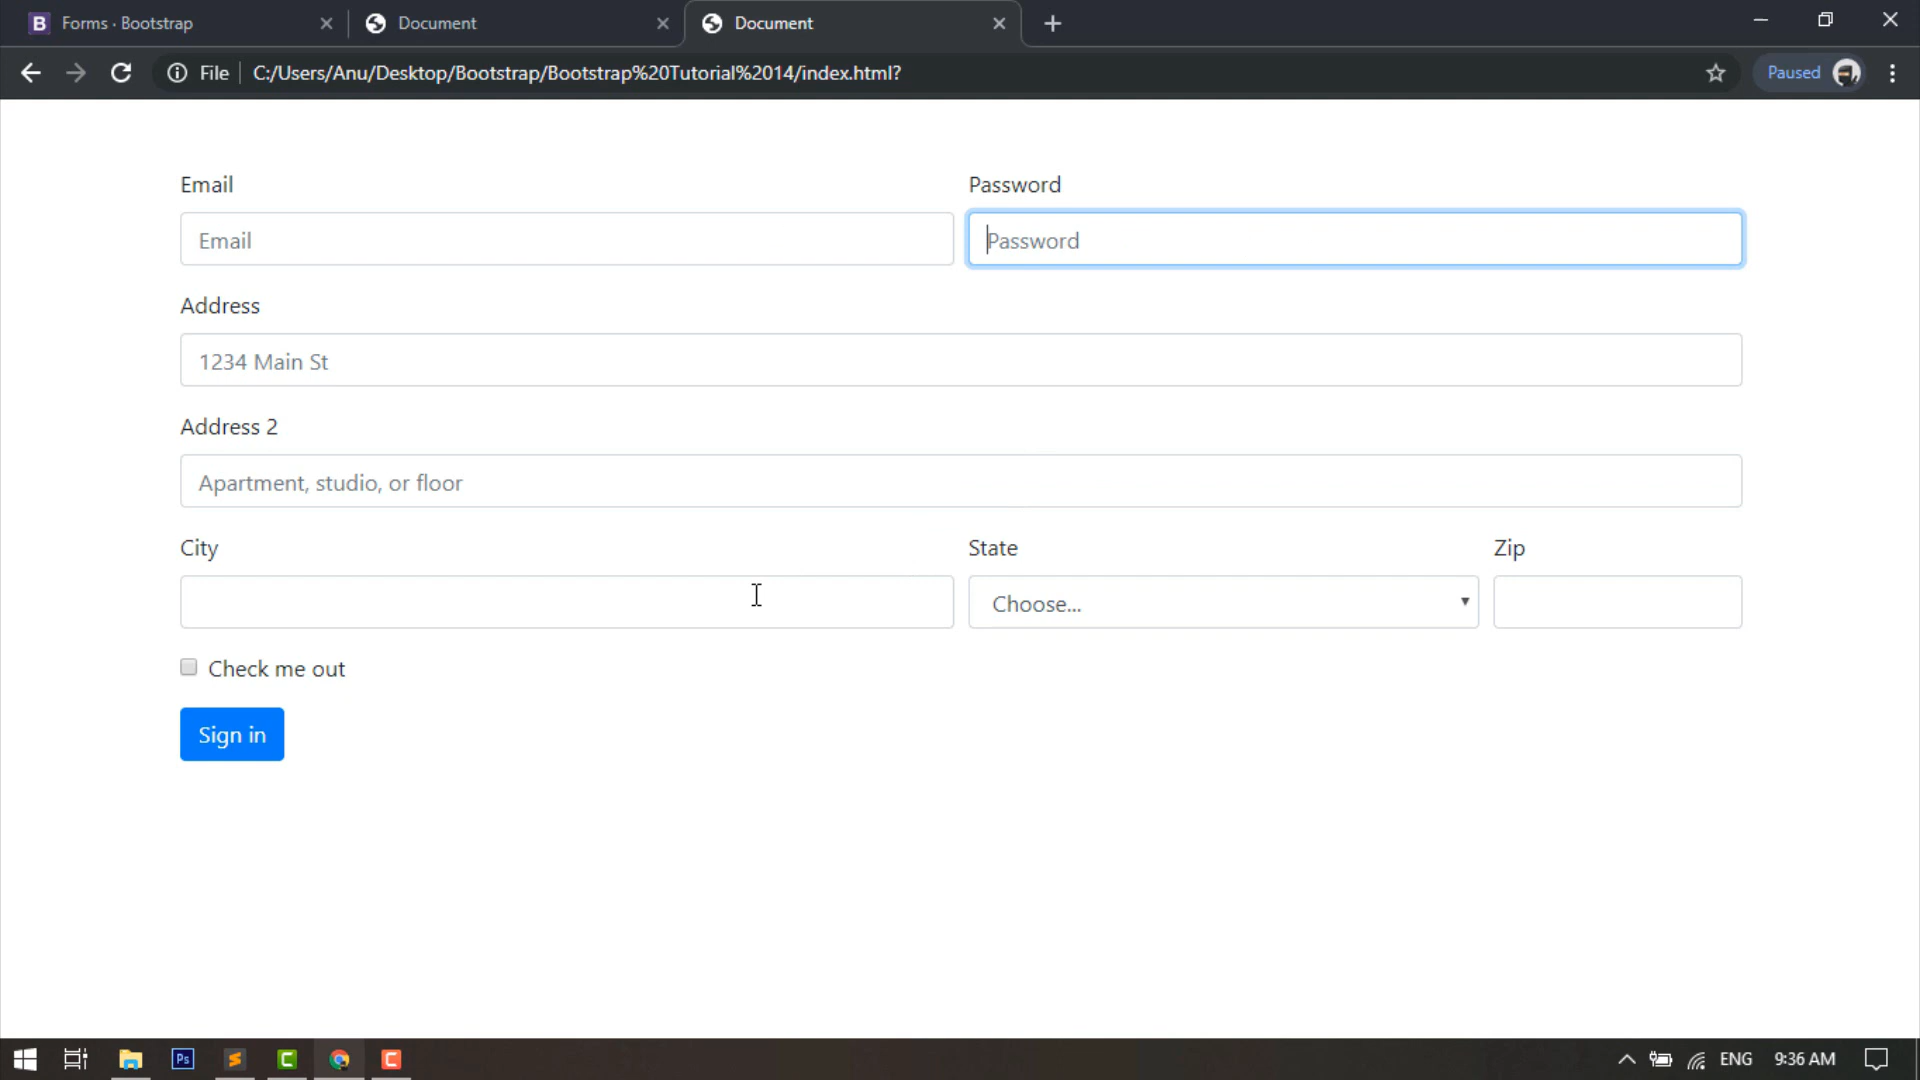 B Forms · Bootstrap Document Document
File C:/Users/Anu/Desktop/Bootstrap/Bootstrap%20Tutorial%2014/index.html? Paused
Email Password
Email Password
Address
1234 Main St
Address 2
Apartment, studio, or floor
City State Zip
Choose...
Check me out
Sign in
Ps S C C ENG 9:36 AM